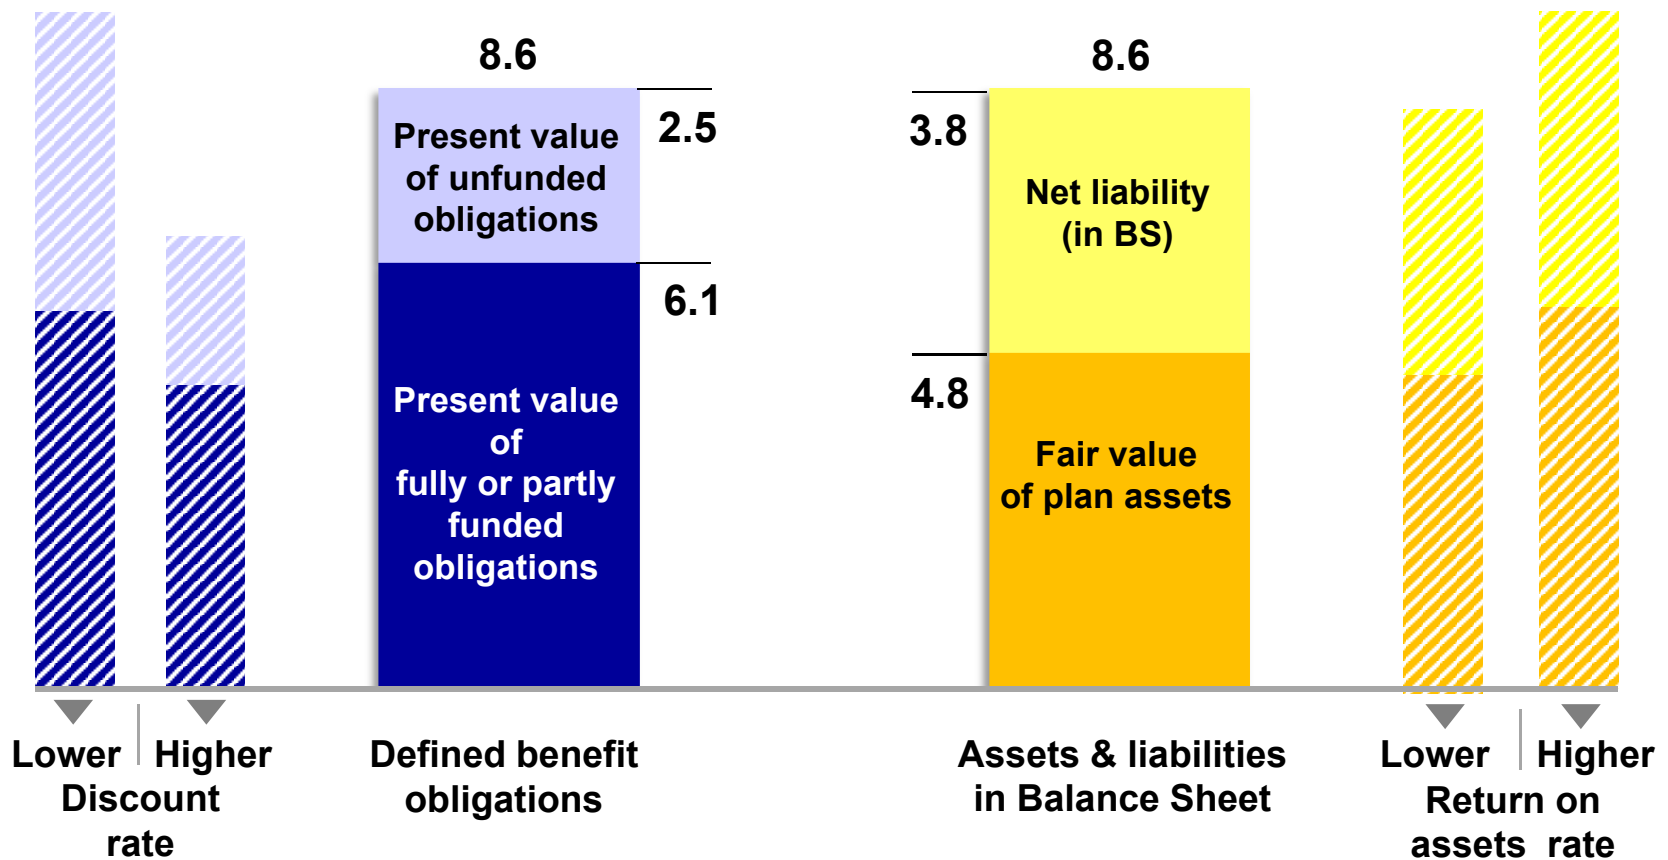 8.6
Present value
of unfunded
obligations
2.5
6.1
Present value
of
fully or partly
funded
obligations
8.6
3.8
Net liability
(in BS)
4.8
Fair value
of plan assets
Lower
Higher
Discount
rate
Defined benefit
obligations
Assets & liabilities
in Balance Sheet
Lower
Higher
Return on
assets rate